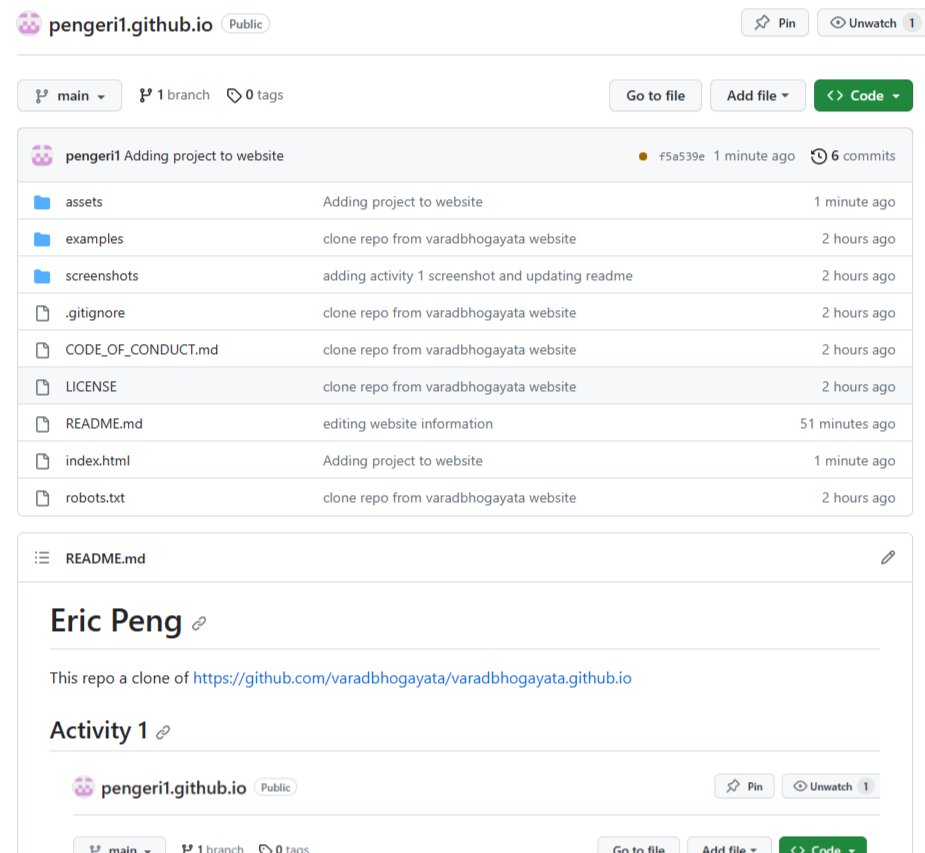 pengeri1.github.io Public Pin Unwatch 1
main 1 branch 0 tags Go to file Add file Code
pengeri1 Adding project to website f5a539e 1 minute ago 6 commits
assets Adding project to website 1 minute ago
examples clone repo from varadbhogayata website 2 hours ago
screenshots adding activity 1 screenshot and updating readme 2 hours ago
.gitignore clone repo from varadbhogayata website 2 hours ago
CODE_OF_CONDUCT.md clone repo from varadbhogayata website 2 hours ago
LICENSE clone repo from varadbhogayata website 2 hours ago
README.md editing website information 51 minutes ago
index.html Adding project to website 1 minute ago
robots.txt clone repo from varadbhogayata website 2 hours ago
README.md
Eric Peng
This repo a clone of https://github.com/varadbhogayata/varadbhogayata.github.io
Activity 1
pengeri1.github.io Public Pin Unwatch 1
main 1 branch 0 tags Go to file Add file Code